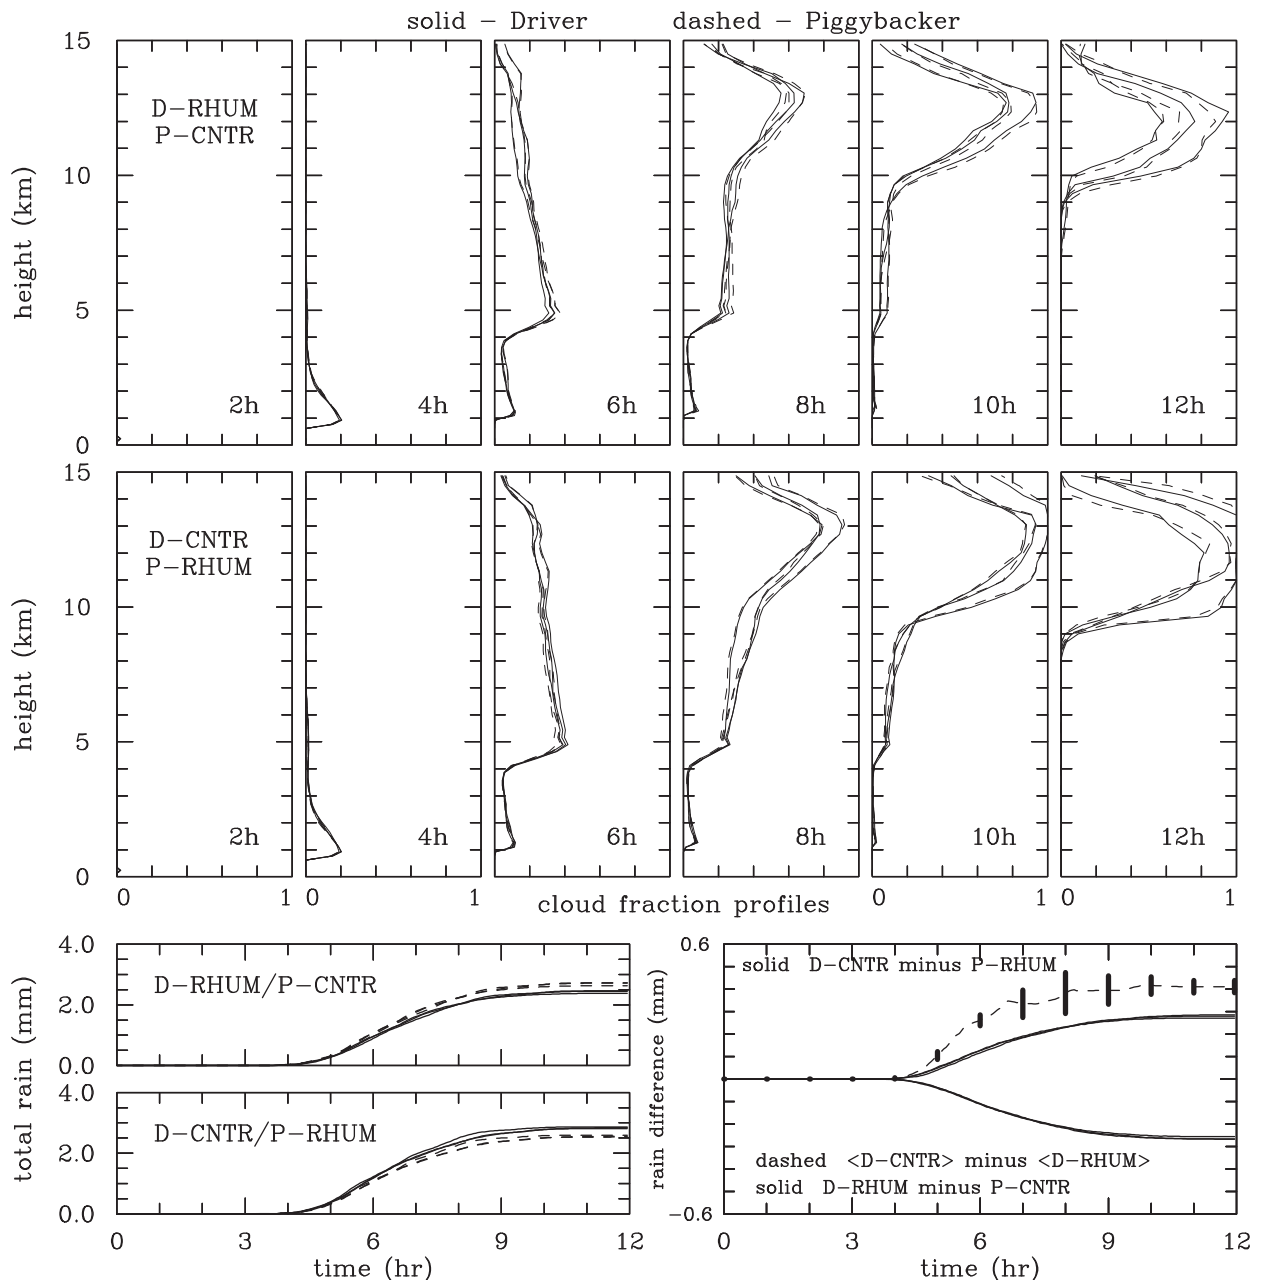 solid − Driver dashed − Piggybacker
15
D−RHUM
P−CNTR
10
height (km)
5
2h 4h 6h 8h 10h 12h
0
15
D−CNTR
P−RHUM
10
height (km)
5
2h 4h 6h 8h 10h 12h
0
0 1 0 1 0 1 0 1
cloud fraction profiles
4.0
D−RHUM/P−CNTR
2.0
0.0
total rain (mm)
4.0
D−CNTR/P−RHUM
2.0
0.0
0 3 6 9 12
time (hr)
0.6
solid D−CNTR minus P−RHUM
rain difference (mm)
dashed <D−CNTR> minus <D−RHUM>
solid D−RHUM minus P−CNTR
−0.6
0 3 6 9 12
time (hr)